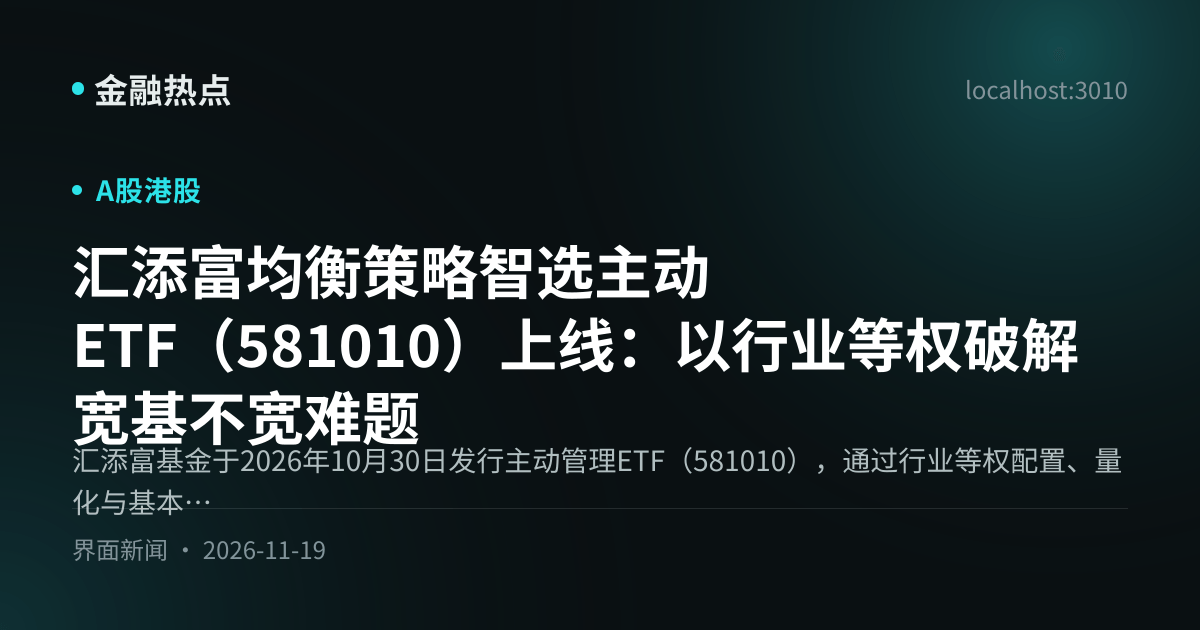 金融热点
localhost:3010
A股港股
汇添富均衡策略智选主动
ETF（581010）上线：以行业等权破解
宽基不宽难题
汇添富基金于2026年10月30日发行主动管理ETF（581010），通过行业等权配置、量
化与基本…
界面新闻 · 2026-11-19